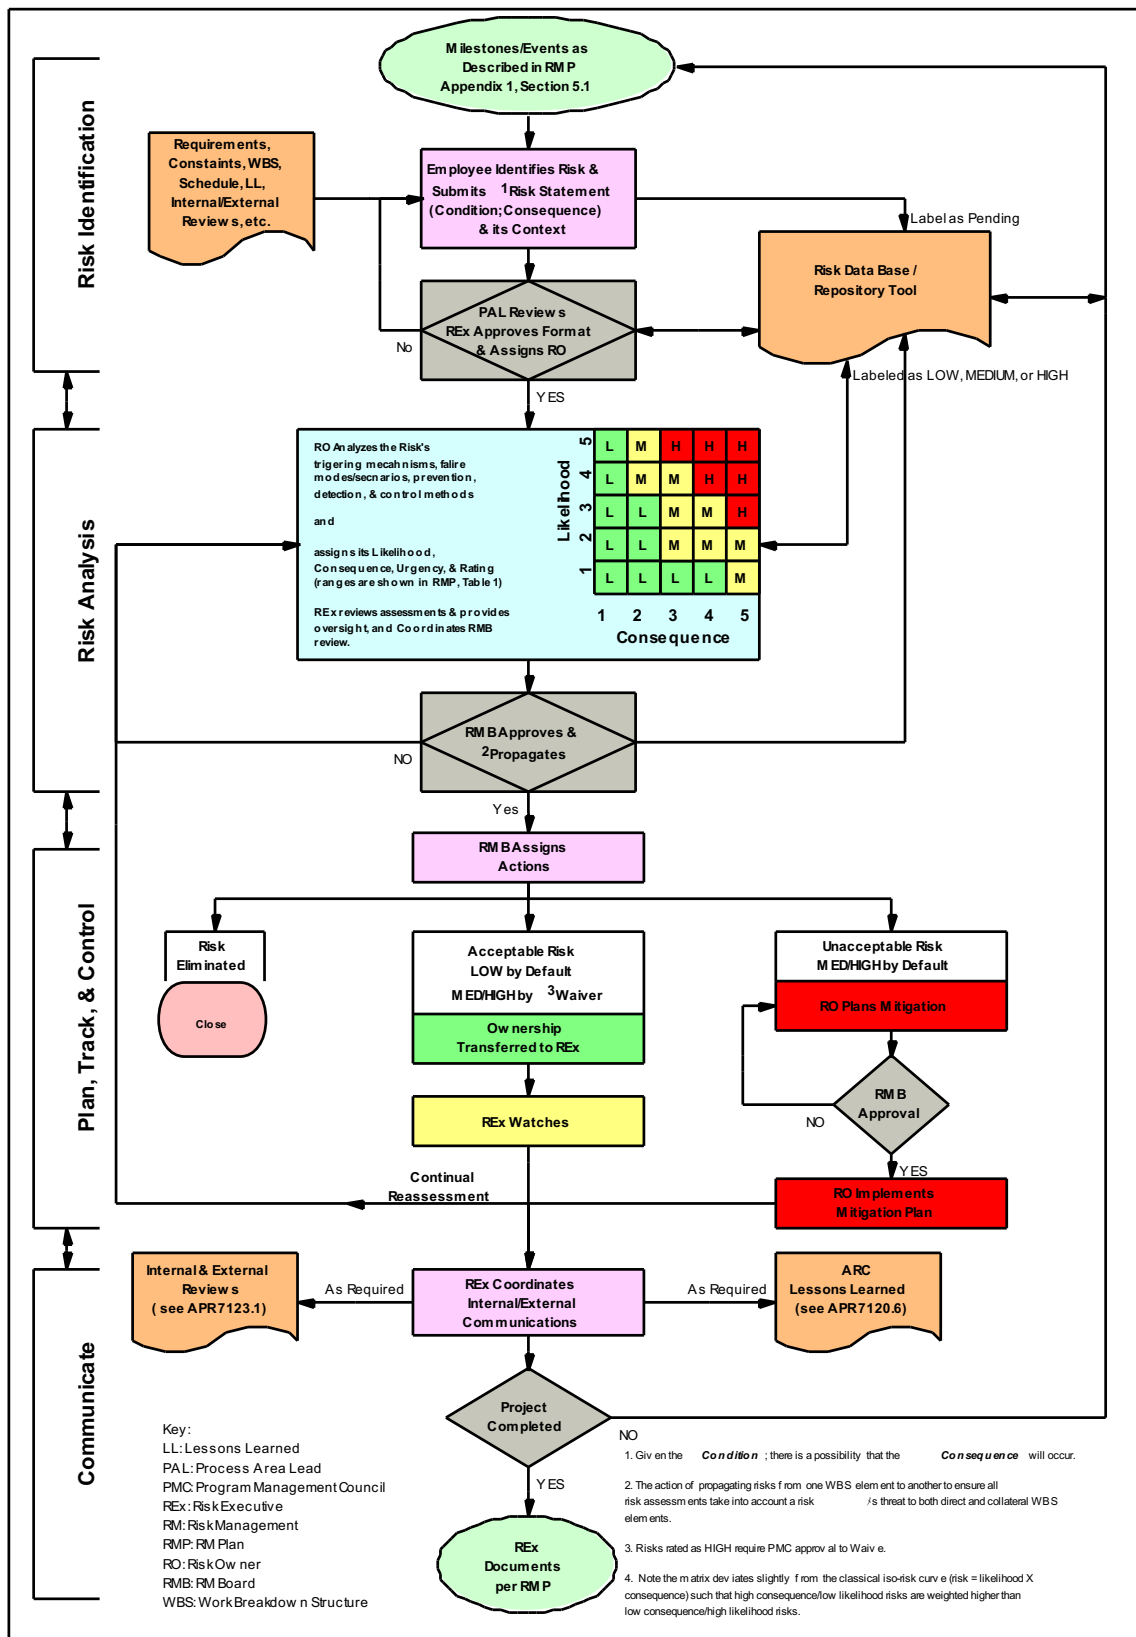 Milestones/Events as
Described in RMP
Appendix 1, Section 5.1
Risk Identification
Requirements,
Constaints, WBS,
Schedule, LL,
Internal/External
Reviews, etc.
Employee Identifies Risk &
Submits 1Risk Statement
(Condition;Consequence)
& its Context
Label as Pending
Risk Data Base /
Repository Tool
PAL Reviews
REx Approves Format
& Assigns RO
No
YES
Labeled as LOW, MEDIUM, or HIGH
Risk Analysis
RO Analyzes the Risk's
trigering mecahnisms, falire
modes/secnarios, prevention,
detection, & control methods
and
assigns its Likelihood,
Consequence, Urgency, & Rating
(ranges are shown in RMP, Table 1)
REx reviews assessments & provides
oversight, and Coordinates RMB
review.
Likelihood
5 L M H H H
4 L M M H H
3 L L M M H
2 L L M M M
1 L L L L M
1 2 3 4 5
Consequence
RMB Approves &
2Propagates
NO
Yes
Plan, Track, & Control
RMB Assigns
Actions
Risk
Eliminated
Close
Acceptable Risk
LOW by Default
MED/HIGH by 3Waiver
Ownership
Transferred to REx
REx Watches
Unacceptable Risk
MED/HIGH by Default
RO Plans Mitigation
RMB
Approval
NO
YES
RO Implements
Mitigation Plan
Continual
Reassessment
Communicate
Internal & External
Reviews
( see APR7123.1)
As Required
REx Coordinates
Internal/External
Communications
As Required
ARC
Lessons Learned
(see APR7120.6)
Project
Completed
NO
YES
REx
Documents
per RMP
Key:
LL: Lessons Learned
PAL: Process Area Lead
PMC: Program Management Council
REx: Risk Executive
RM: Risk Management
RMP: RM Plan
RO: Risk Owner
RMB: RM Board
WBS: Work Breakdown Structure
1. Given the Condition ; there is a possibility that the Consequence will occur.
2. The action of propagating risks from one WBS element to another to ensure all
risk assessments take into account a risk 's threat to both direct and collateral WBS
elements.
3. Risks rated as HIGH require PMC approval to Waive.
4. Note the matrix deviates slightly from the classical iso-risk curve (risk = likelihood X
consequence) such that high consequence/low likelihood risks are weighted higher than
low consequence/high likelihood risks.